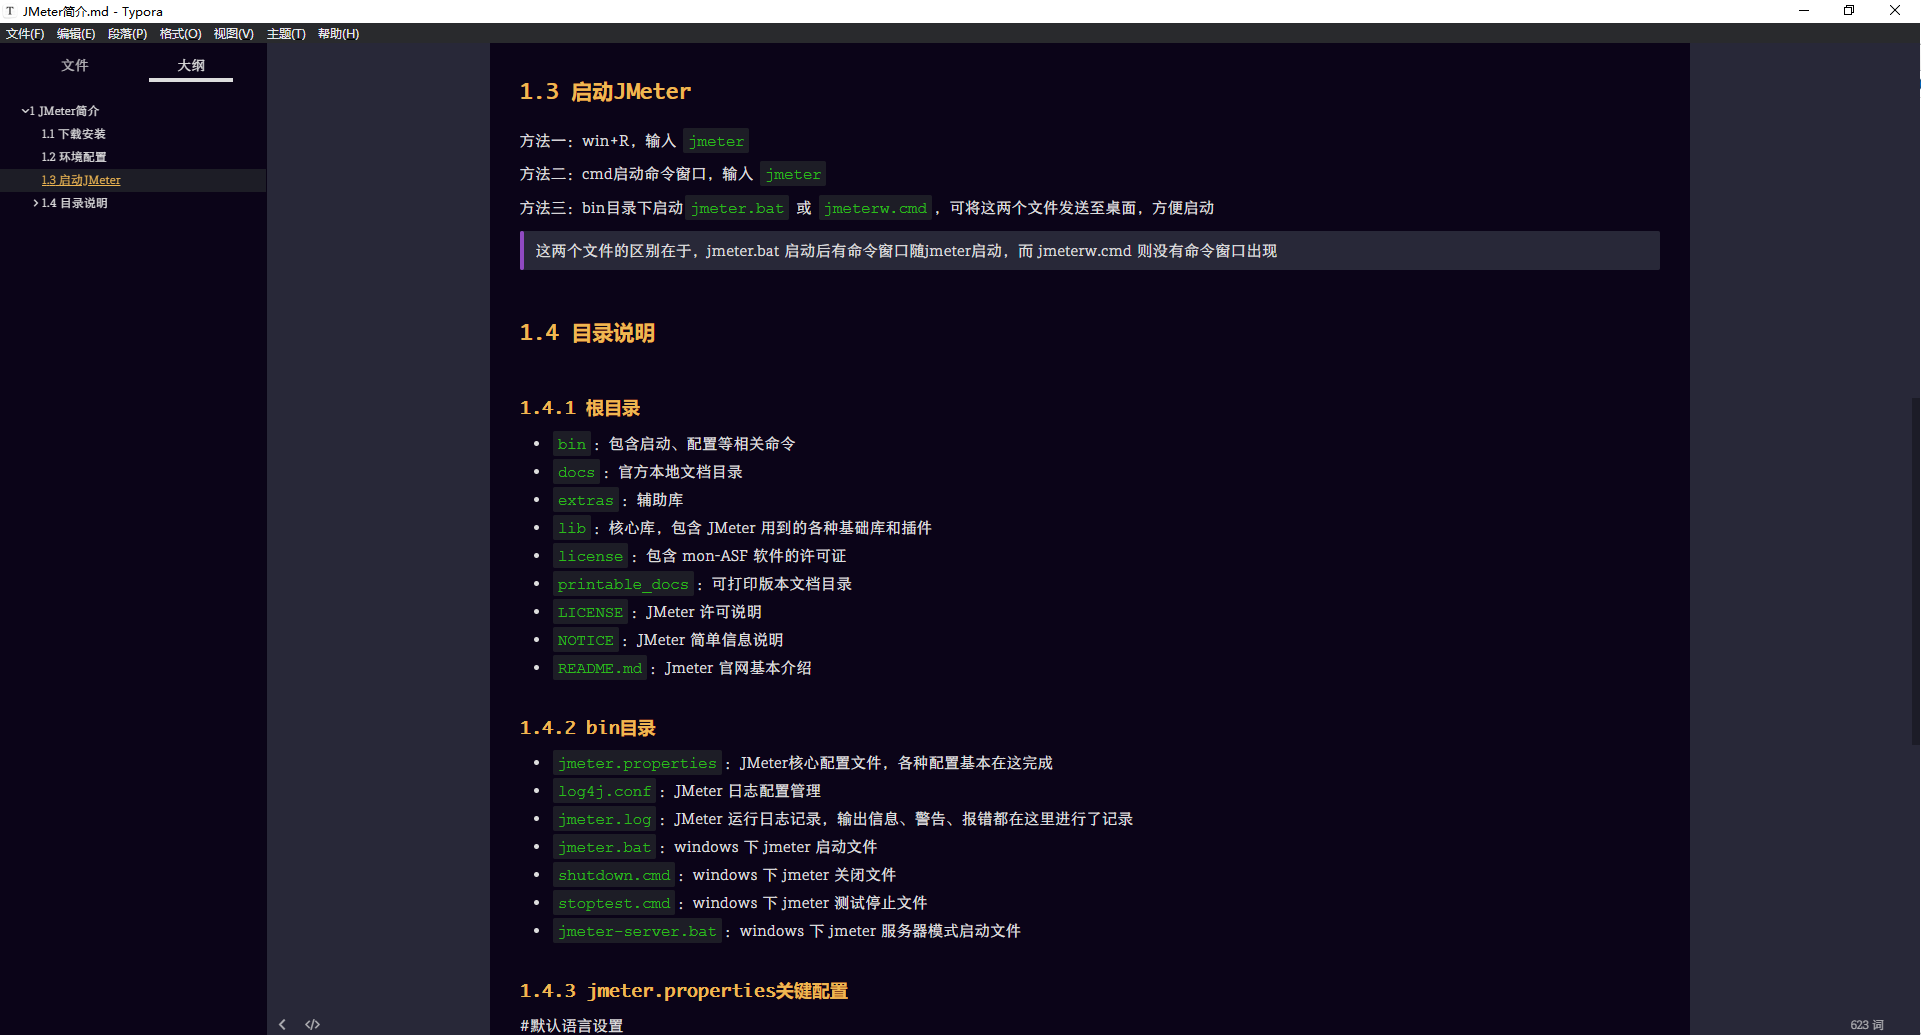 JMeter简介.md - Typora
文件(F) 编辑(E) 段落(P) 格式(O) 视图(V) 主题(T) 帮助(H)
文件 大纲
1 JMeter简介
1.1 下载安装
1.2 环境配置
1.3 启动JMeter
1.4 目录说明
1.3 启动JMeter
方法一：win+R，输入 jmeter
方法二：cmd启动命令窗口，输入 jmeter
方法三：bin目录下启动 jmeter.bat 或 jmeterw.cmd，可将这两个文件发送至桌面，方便启动
这两个文件的区别在于，jmeter.bat 启动后有命令窗口随jmeter启动，而 jmeterw.cmd 则没有命令窗口出现
1.4 目录说明
1.4.1 根目录
• bin：包含启动、配置等相关命令
• docs：官方本地文档目录
• extras：辅助库
• lib：核心库，包含 JMeter 用到的各种基础库和插件
• license：包含 mon-ASF 软件的许可证
• printable_docs：可打印版本文档目录
• LICENSE：JMeter 许可说明
• NOTICE：JMeter 简单信息说明
• README.md：Jmeter 官网基本介绍
1.4.2 bin目录
• jmeter.properties：JMeter核心配置文件，各种配置基本在这完成
• log4j.conf：JMeter 日志配置管理
• jmeter.log：JMeter 运行日志记录，输出信息、警告、报错都在这里进行了记录
• jmeter.bat：windows 下 jmeter 启动文件
• shutdown.cmd：windows 下 jmeter 关闭文件
• stoptest.cmd：windows 下 jmeter 测试停止文件
• jmeter-server.bat：windows 下 jmeter 服务器模式启动文件
1.4.3 jmeter.properties关键配置
#默认语言设置
623 词